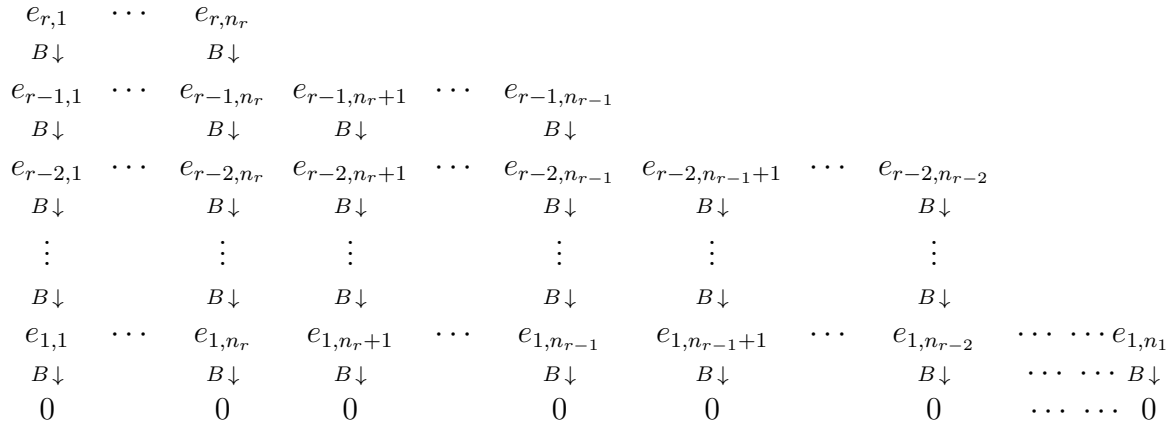 e_{r,1} ⋯ e_{r,n_r}
B↓ B↓
e_{r−1,1} ⋯ e_{r−1,n_r} e_{r−1,n_r+1} ⋯ e_{r−1,n_{r−1}}
B↓ B↓ B↓ B↓
e_{r−2,1} ⋯ e_{r−2,n_r} e_{r−2,n_r+1} ⋯ e_{r−2,n_{r−1}} e_{r−2,n_{r−1}+1} ⋯ e_{r−2,n_{r−2}}
B↓ B↓ B↓ B↓ B↓ B↓
⋮ ⋮ ⋮ ⋮ ⋮ ⋮
B↓ B↓ B↓ B↓ B↓ B↓
e_{1,1} ⋯ e_{1,n_r} e_{1,n_r+1} ⋯ e_{1,n_{r−1}} e_{1,n_{r−1}+1} ⋯ e_{1,n_{r−2}} ⋯ ⋯ e_{1,n_1}
B↓ B↓ B↓ B↓ B↓ B↓ ⋯ ⋯ B↓
0 0 0 0 0 0 ⋯ ⋯ 0